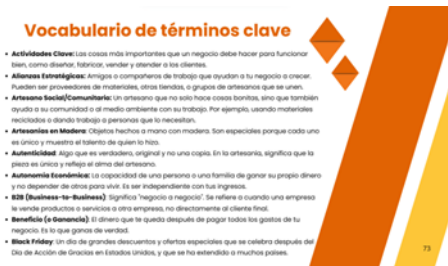 Vocabulario de términos clave
• Actividades Clave: Las cosas más importantes que un negocio debe hacer para funcionar
bien, como diseñar, fabricar, vender y atender a los clientes.
• Alianzas Estratégicas: Amigos o compañeros de trabajo que ayudan a tu negocio a crecer.
Pueden ser proveedores de materiales, otras tiendas, o grupos de artesanos que se unen.
• Artesano Social/Comunitario: Un artesano que no solo hace cosas bonitas, sino que también
ayuda a su comunidad o al medio ambiente con su trabajo. Por ejemplo, usando materiales
reciclados o dando trabajo a personas que lo necesitan.
• Artesanías en Madera: Objetos hechos a mano con madera. Son especiales porque cada uno
es único y muestra el talento de quien lo hizo.
• Autenticidad: Algo que es verdadero, original y no una copia. En la artesanía, significa que la
pieza es única y refleja el alma del artesano.
• Autonomía Económica: La capacidad de una persona o una familia de ganar su propio dinero
y no depender de otros para vivir. Es ser independiente con tus ingresos.
• B2B (Business-to-Business): Significa "negocio a negocio". Se refiere a cuando una empresa
le vende productos o servicios a otra empresa, no directamente al cliente final.
• Beneficio (o Ganancia): El dinero que te queda después de pagar todos los gastos de tu
negocio. Es lo que ganas de verdad.
• Black Friday: Un día de grandes descuentos y ofertas especiales que se celebra después del
Día de Acción de Gracias en Estados Unidos, y que se ha extendido a muchos países.
73